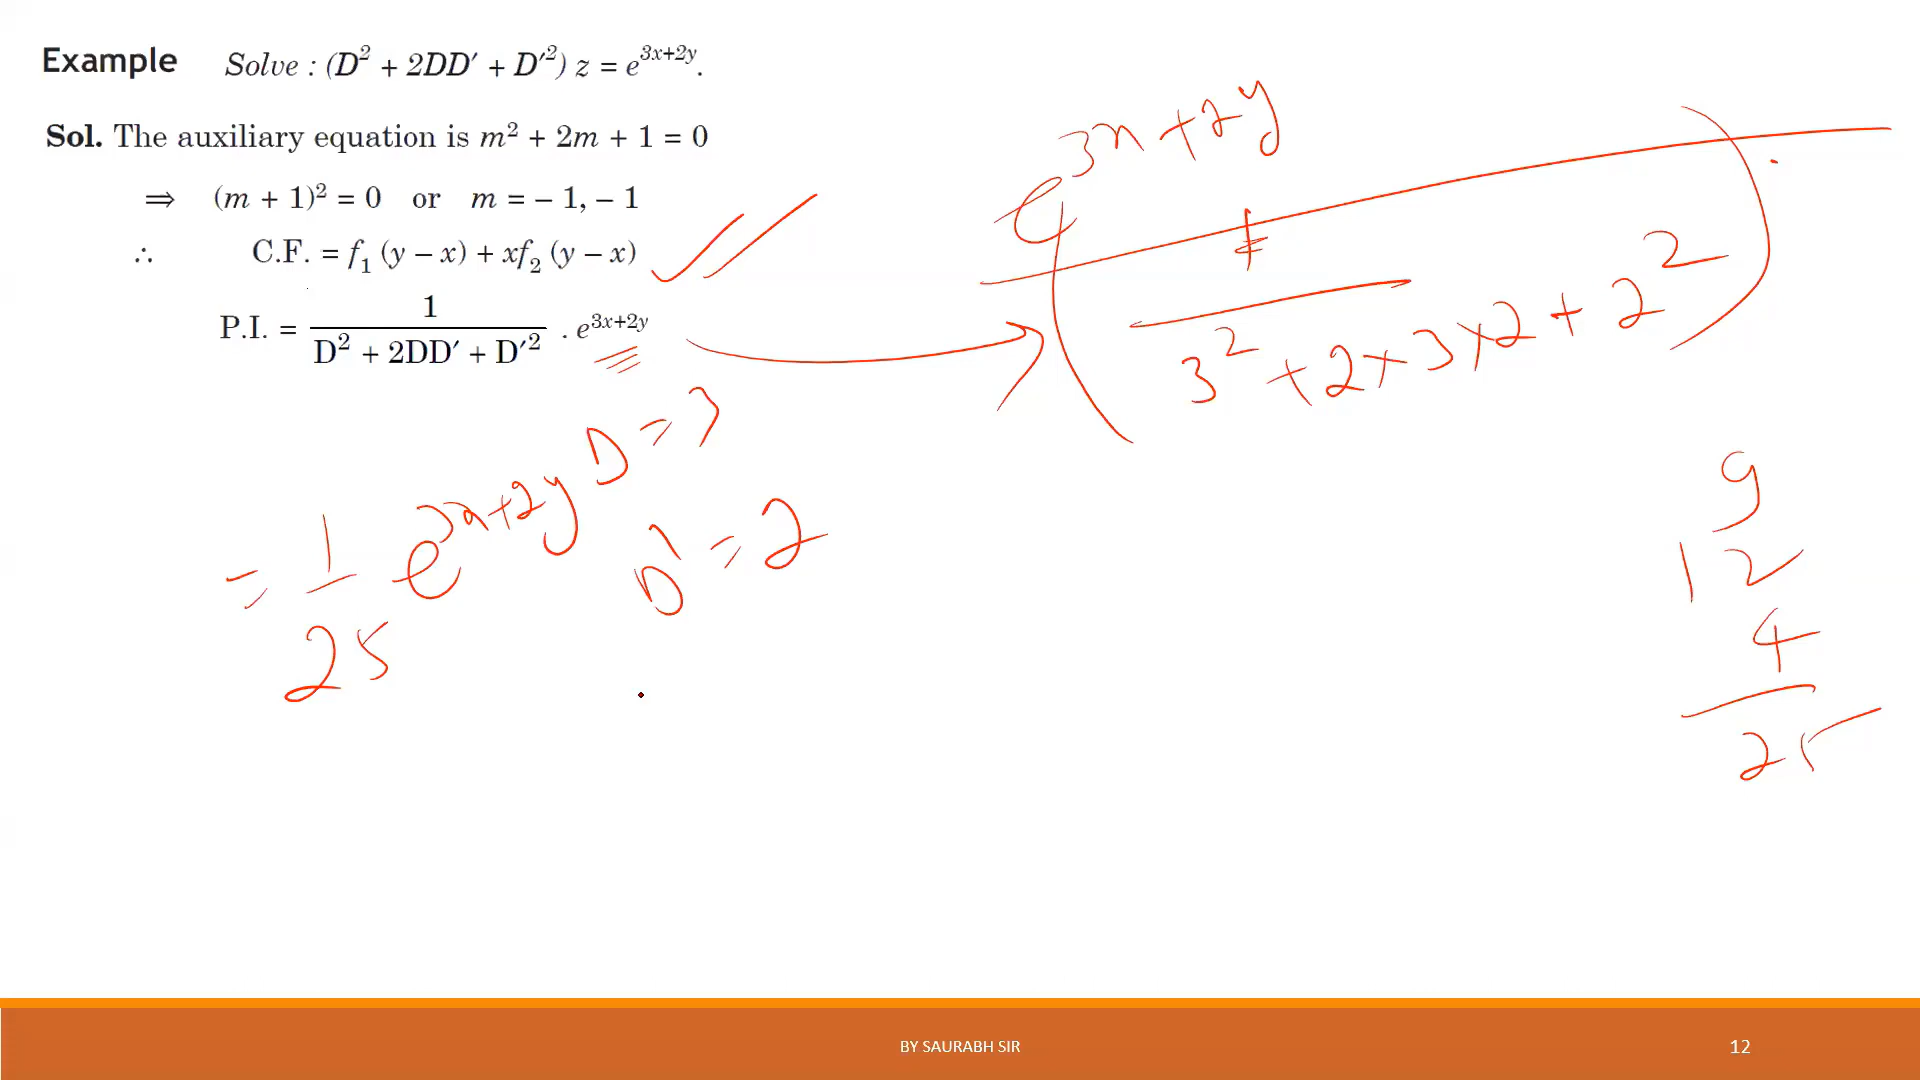 Example Solve : (D² + 2DD′ + D′²) z = e^{3x+2y}.
Sol. The auxiliary equation is m² + 2m + 1 = 0
⇒ (m + 1)² = 0 or m = – 1, – 1
∴ C.F. = f₁ (y – x) + xf₂ (y – x)
P.I. = 1 / (D² + 2DD′ + D′²) . e^{3x+2y}
D = 3
D' = 2
= 1/25 e^{3x+2y}
e^{3x+2y}
1
3² + 2 × 3 × 2 + 2²
9
12
4
25
BY SAURABH SIR
12